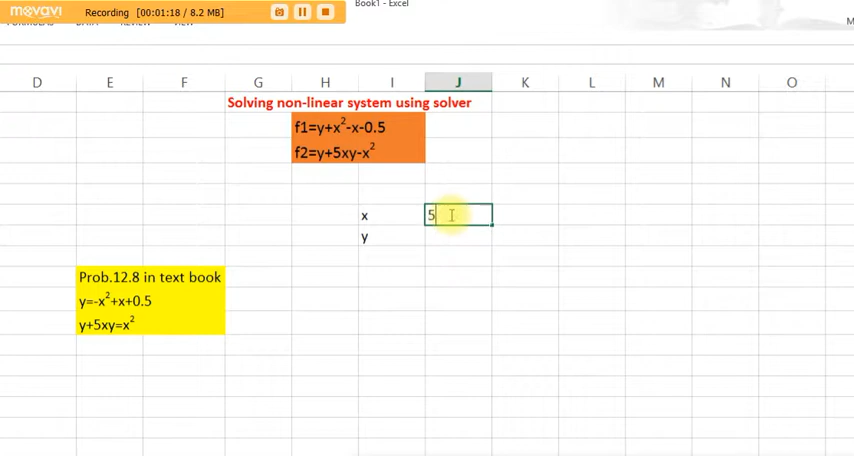 movavi Recording [00:01:18 / 8.2 MB]
Book1 - Excel
D E F G H I J K L M N O
Solving non-linear system using solver
f1=y+x²-x-0.5
f2=y+5xy-x²
x 5
y
Prob.12.8 in text book
y=-x²+x+0.5
y+5xy=x²